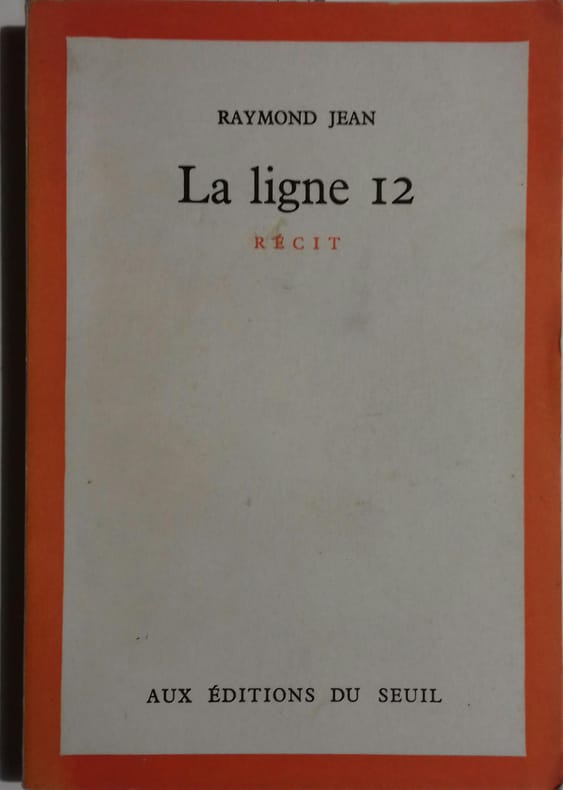 RAYMOND JEAN
La ligne 12
RÉCIT
AUX ÉDITIONS DU SEUIL